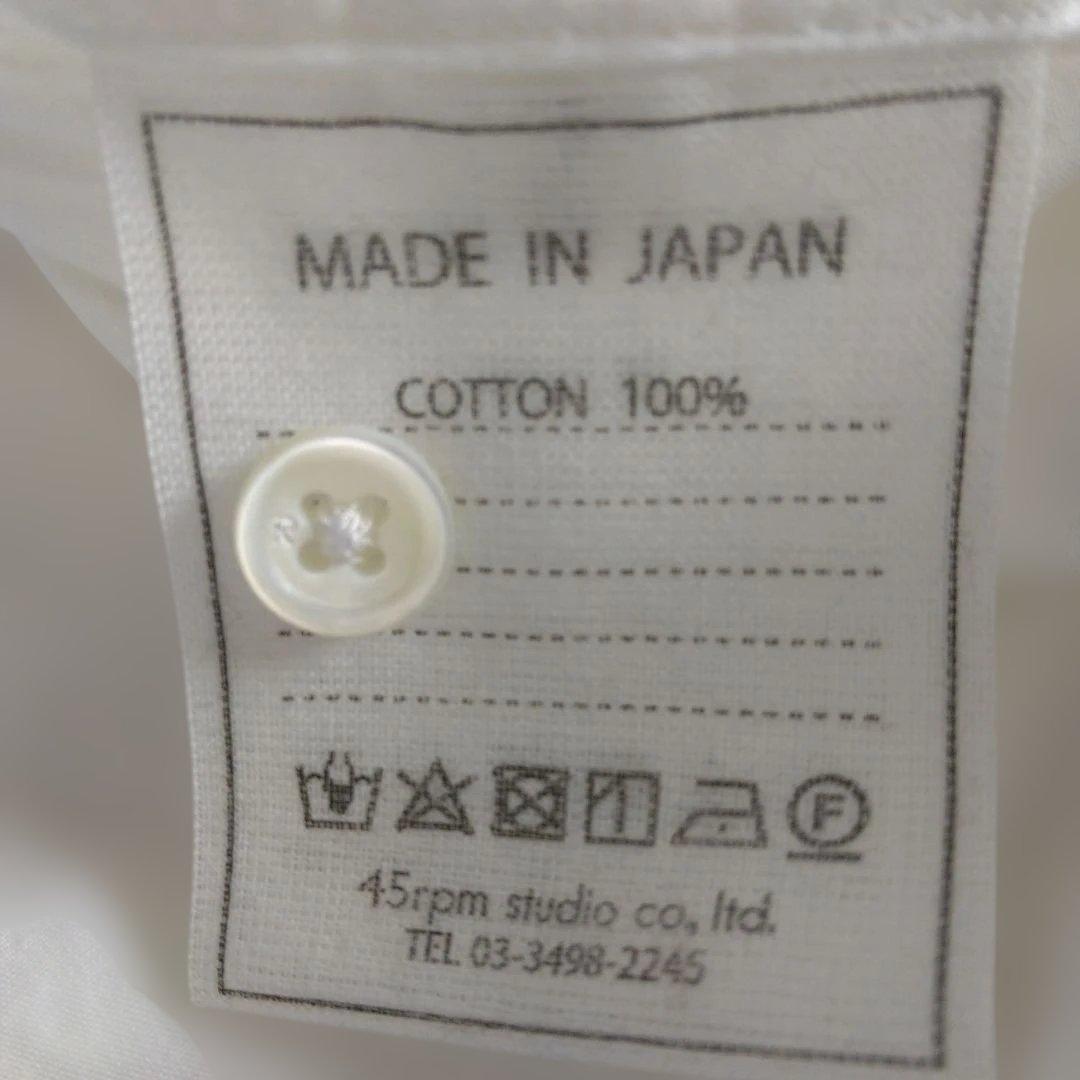 MADE IN JAPAN
COTTON 100%
R
F
45rpm studio co., ltd.
TEL. 03-3498-2245